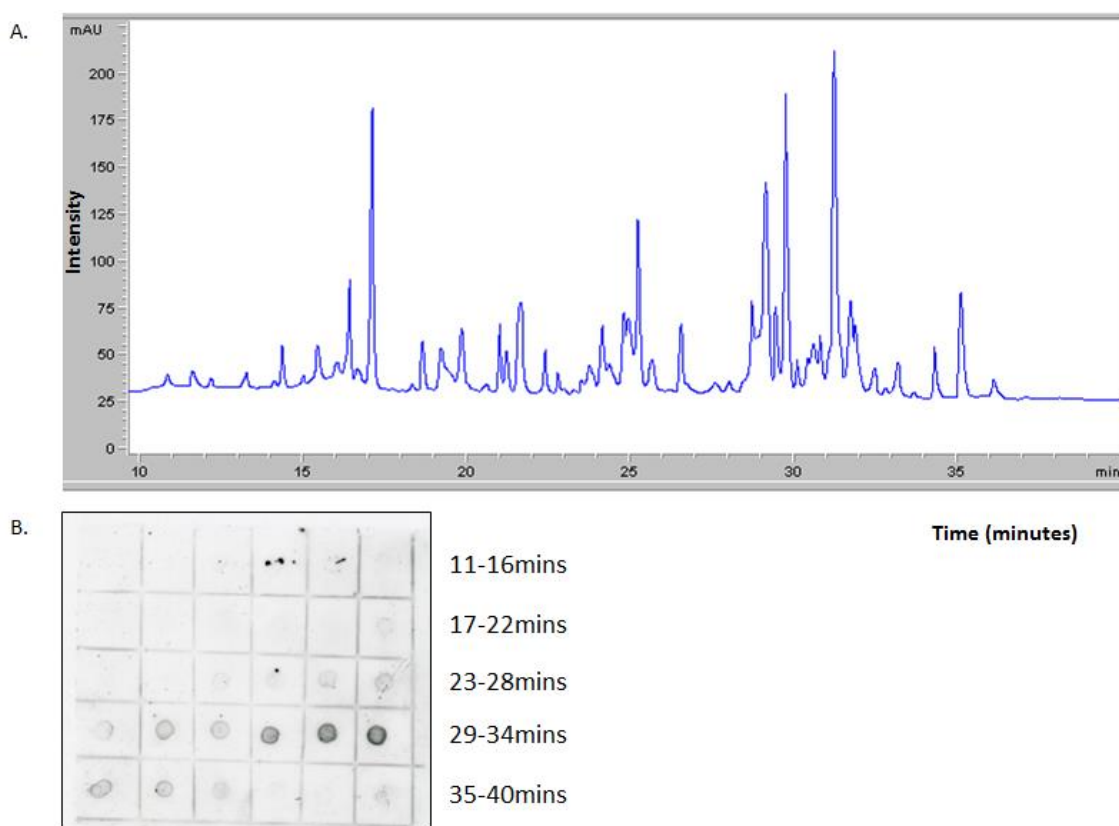 A.
mAU
200
175
150
125
100
75
50
25
0
Intensity
10 15 20 25 30 35 min
Time (minutes)
B.
11-16mins
17-22mins
23-28mins
29-34mins
35-40mins